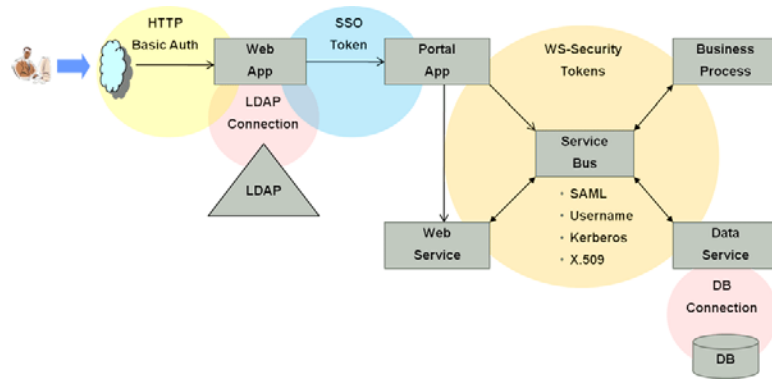 HTTP
Basic Auth
Web
App
SSO
Token
Portal
App
WS-Security
Tokens
Business
Process
LDAP
Connection
LDAP
Service
Bus
• SAML
• Username
• Kerberos
• X.509
Web
Service
Data
Service
DB
Connection
DB